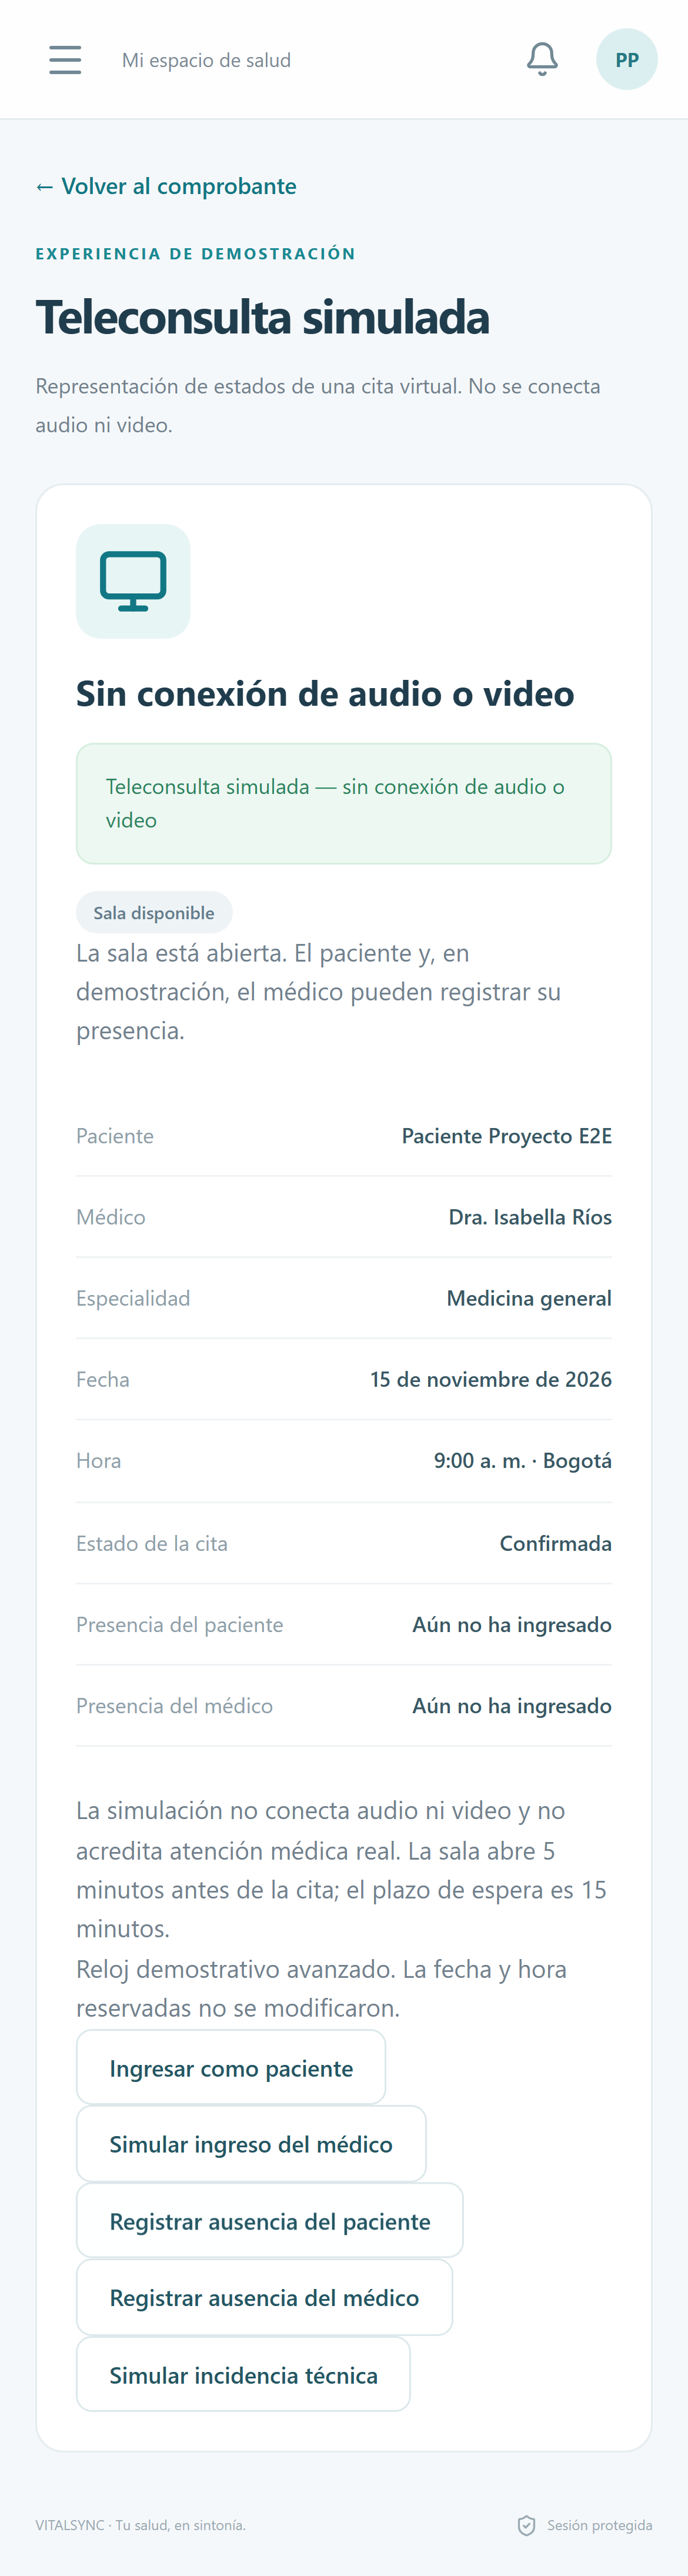 Mi espacio de salud
PP
← Volver al comprobante
EXPERIENCIA DE DEMOSTRACIÓN
Teleconsulta simulada
Representación de estados de una cita virtual. No se conecta
audio ni video.
Sin conexión de audio o video
Teleconsulta simulada — sin conexión de audio o
video
Sala disponible
La sala está abierta. El paciente y, en
demostración, el médico pueden registrar su
presencia.
Paciente Paciente Proyecto E2E
Médico Dra. Isabella Ríos
Especialidad Medicina general
Fecha 15 de noviembre de 2026
Hora 9:00 a. m. · Bogotá
Estado de la cita Confirmada
Presencia del paciente Aún no ha ingresado
Presencia del médico Aún no ha ingresado
La simulación no conecta audio ni video y no
acredita atención médica real. La sala abre 5
minutos antes de la cita; el plazo de espera es 15
minutos.
Reloj demostrativo avanzado. La fecha y hora
reservadas no se modificaron.
Ingresar como paciente
Simular ingreso del médico
Registrar ausencia del paciente
Registrar ausencia del médico
Simular incidencia técnica
VITALSYNC · Tu salud, en sintonía. Sesión protegida